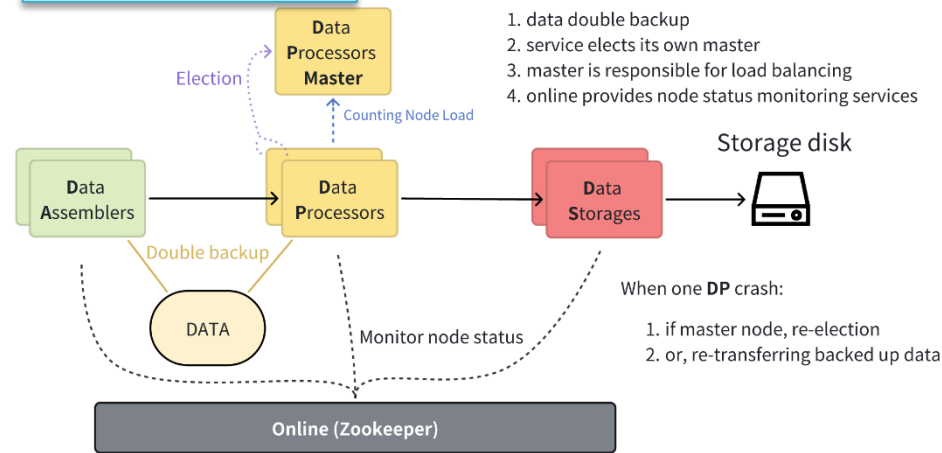 Data
Processors
Master
1. data double backup
2. service elects its own master
3. master is responsible for load balancing
4. online provides node status monitoring services
Election
Counting Node Load
Storage disk
Data
Assemblers
Data
Processors
Data
Storages
Double backup
DATA
Monitor node status
When one DP crash:
1. if master node, re-election
2. or, re-transferring backed up data
Online (Zookeeper)